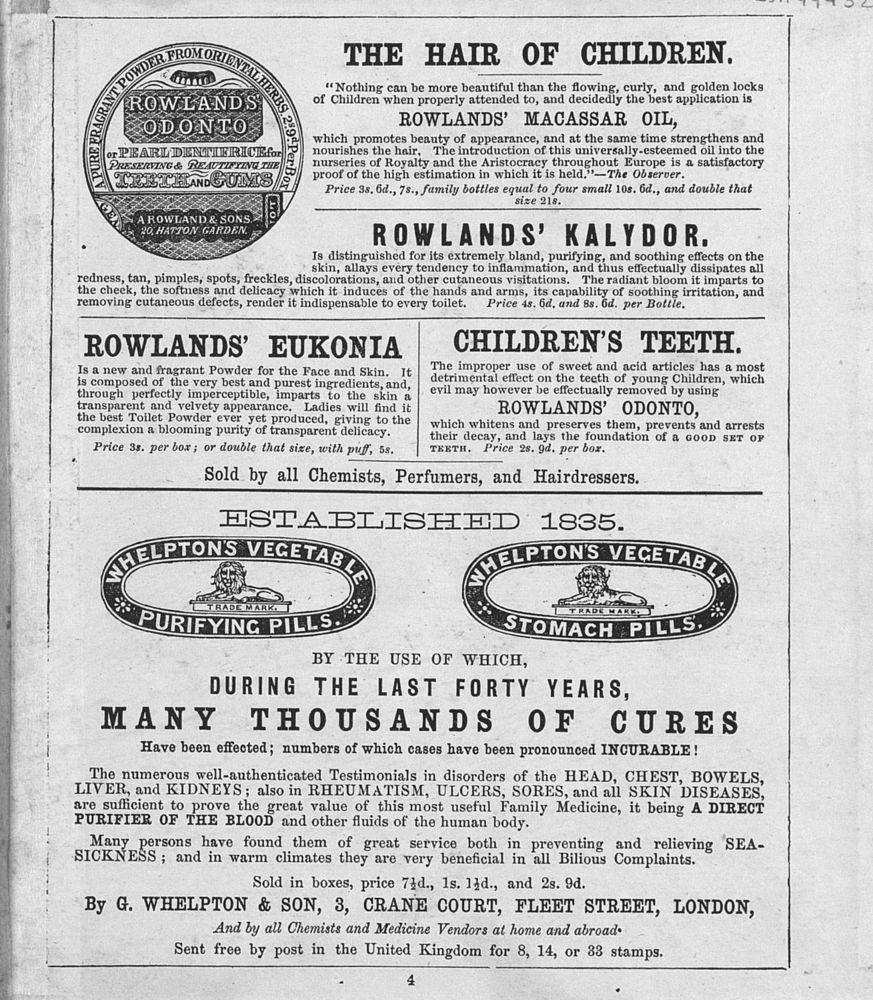 A PURE FRAGRANT POWDER FROM ORIENTAL HERBS. 2s9d. Per Box
ROWLANDS'
ODONTO
or PEARL DENTIFRICE for
PRESERVING & BEAUTIFYING THE
TEETH AND GUMS
A ROWLAND & SONS
20, HATTON GARDEN.
THE HAIR OF CHILDREN.
"Nothing can be more beautiful than the flowing, curly, and golden locks
of Children when properly attended to, and decidedly the best application is
ROWLANDS' MACASSAR OIL,
which promotes beauty of appearance, and at the same time strengthens and
nourishes the hair. The introduction of this universally-esteemed oil into the
nurseries of Royalty and the Aristocracy throughout Europe is a satisfactory
proof of the high estimation in which it is held."—The Observer.
Price 3s. 6d., 7s., family bottles equal to four small 10s. 6d., and double that
size 21s.
ROWLANDS' KALYDOR.
Is distinguished for its extremely bland, purifying, and soothing effects on the
skin, allays every tendency to inflammation, and thus effectually dissipates all
redness, tan, pimples, spots, freckles, discolorations, and other cutaneous visitations. The radiant bloom it imparts to
the cheek, the softness and delicacy which it induces of the hands and arms, its capability of soothing irritation, and
removing cutaneous defects, render it indispensable to every toilet. Price 4s. 6d. and 8s. 6d. per Bottle.
ROWLANDS' EUKONIA
Is a new and fragrant Powder for the Face and Skin. It
is composed of the very best and purest ingredients, and,
through perfectly imperceptible, imparts to the skin a
transparent and velvety appearance. Ladies will find it
the best Toilet Powder ever yet produced, giving to the
complexion a blooming purity of transparent delicacy.
Price 3s. per box; or double that size, with puff, 5s.
CHILDREN'S TEETH.
The improper use of sweet and acid articles has a most
detrimental effect on the teeth of young Children, which
evil may however be effectually removed by using
ROWLANDS' ODONTO,
which whitens and preserves them, prevents and arrests
their decay, and lays the foundation of a GOOD SET OF
TEETH. Price 2s. 9d. per box.
Sold by all Chemists, Perfumers, and Hairdressers.
ESTABLISHED 1835.
WHELPTON'S VEGETABLE
TRADE MARK.
PURIFYING PILLS.
WHELPTON'S VEGETABLE
TRADE MARK.
STOMACH PILLS.
BY THE USE OF WHICH,
DURING THE LAST FORTY YEARS,
MANY THOUSANDS OF CURES
Have been effected; numbers of which cases have been pronounced INCURABLE!
The numerous well-authenticated Testimonials in disorders of the HEAD, CHEST, BOWELS,
LIVER, and KIDNEYS; also in RHEUMATISM, ULCERS, SORES, and all SKIN DISEASES,
are sufficient to prove the great value of this most useful Family Medicine, it being A DIRECT
PURIFIER OF THE BLOOD and other fluids of the human body.
Many persons have found them of great service both in preventing and relieving SEA-
SICKNESS; and in warm climates they are very beneficial in all Bilious Complaints.
Sold in boxes, price 7½d., 1s. 1½d., and 2s. 9d.
By G. WHELPTON & SON, 3, CRANE COURT, FLEET STREET, LONDON,
And by all Chemists and Medicine Vendors at home and abroad.
Sent free by post in the United Kingdom for 8, 14, or 33 stamps.
4